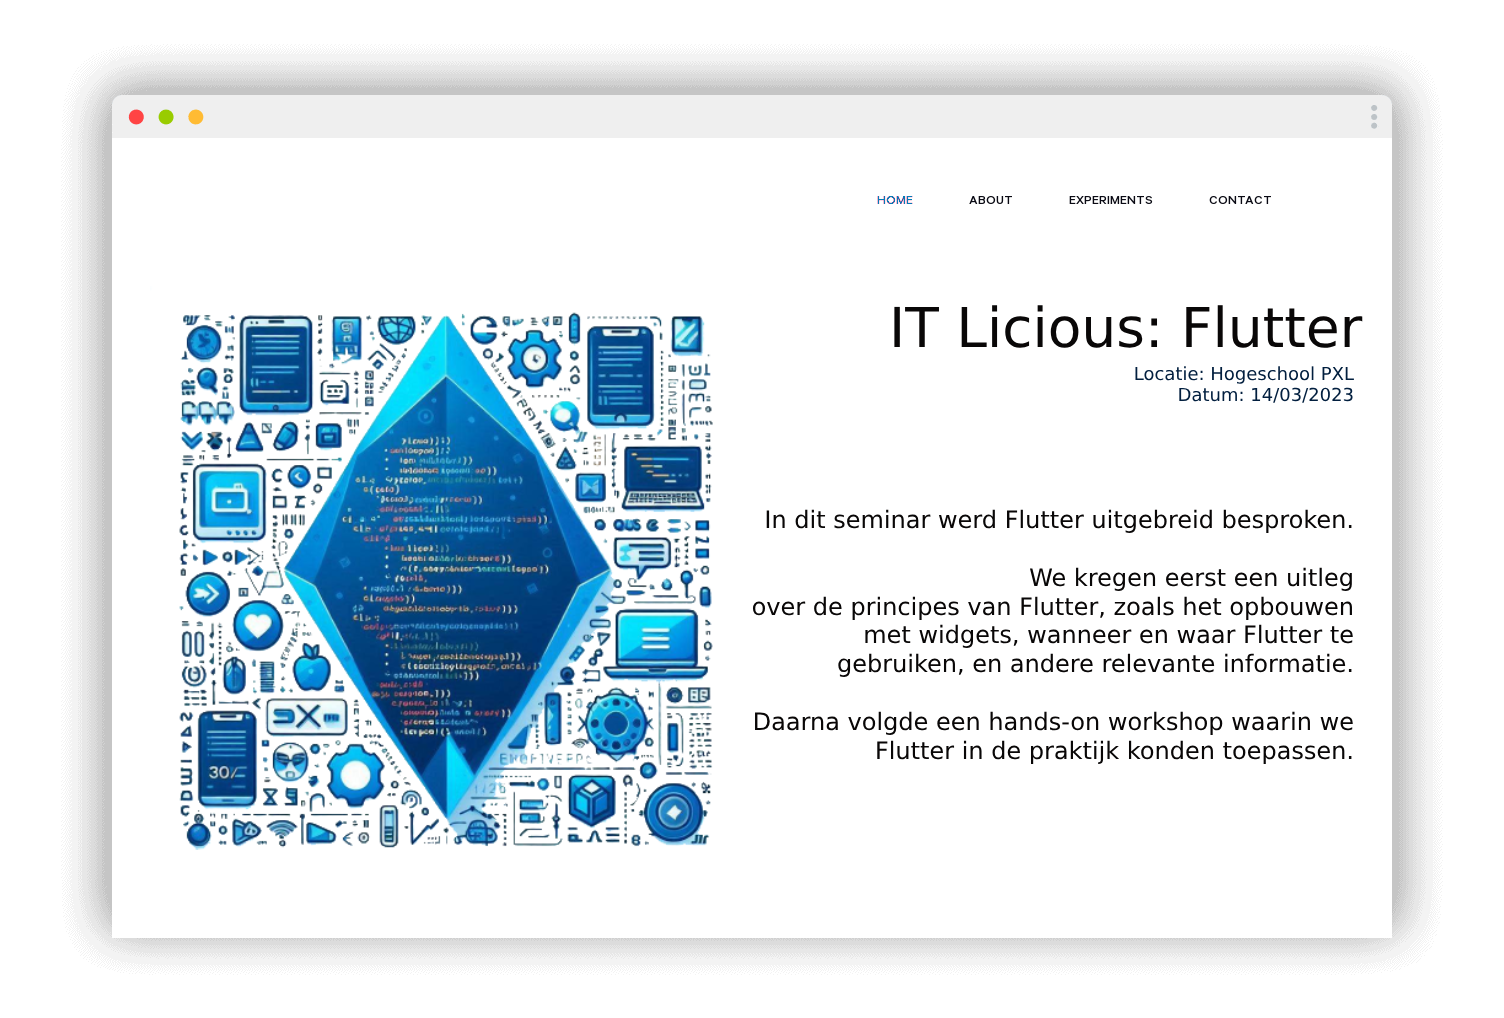 HOME ABOUT EXPERIMENTS CONTACT
IT Licious: Flutter
Locatie: Hogeschool PXL
Datum: 14/03/2023
In dit seminar werd Flutter uitgebreid besproken.
We kregen eerst een uitleg
over de principes van Flutter, zoals het opbouwen
met widgets, wanneer en waar Flutter te
gebruiken, en andere relevante informatie.
Daarna volgde een hands-on workshop waarin we
Flutter in de praktijk konden toepassen.